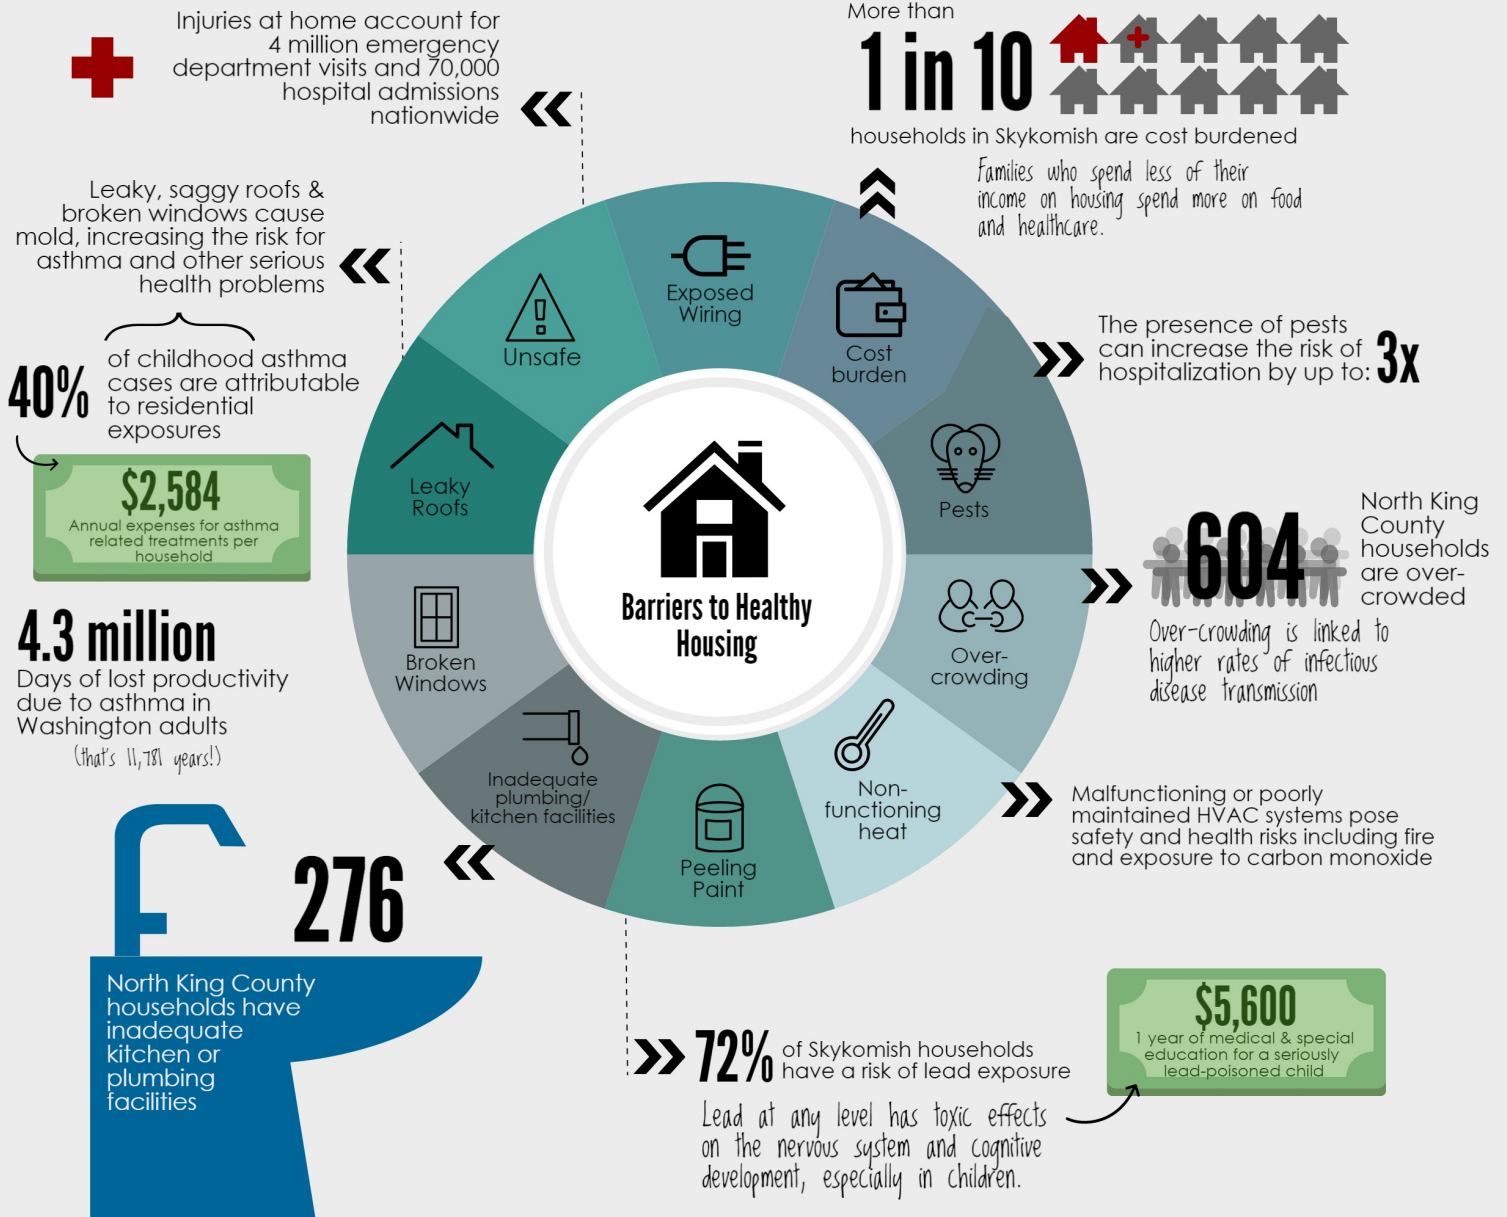 Injuries at home account for
4 million emergency
department visits and 70,000
hospital admissions
nationwide
More than
1 in 10
households in Skykomish are cost burdened
Families who spend less of their
income on housing spend more on food
and healthcare.
Leaky, saggy roofs &
broken windows cause
mold, increasing the risk for
asthma and other serious
health problems
40%
of childhood asthma
cases are attributable
to residential
exposures
$2,584
Annual expenses for asthma
related treatments per
household
4.3 million
Days of lost productivity
due to asthma in
Washington adults
(that's 11,781 years!)
276
North King County
households have
inadequate
kitchen or
plumbing
facilities
Exposed
Wiring
Cost
burden
Pests
Over-
crowding
Non-
functioning
heat
Peeling
Paint
Inadequate
plumbing/
kitchen facilities
Broken
Windows
Leaky
Roofs
Unsafe
Barriers to Healthy
Housing
The presence of pests
can increase the risk of
hospitalization by up to: 3x
604
North King
County
households
are over-
crowded
Over-crowding is linked to
higher rates of infectious
disease transmission
Malfunctioning or poorly
maintained HVAC systems pose
safety and health risks including fire
and exposure to carbon monoxide
72%
of Skykomish households
have a risk of lead exposure
Lead at any level has toxic effects
on the nervous system and cognitive
development, especially in children.
$5,600
1 year of medical & special
education for a seriously
lead-poisoned child